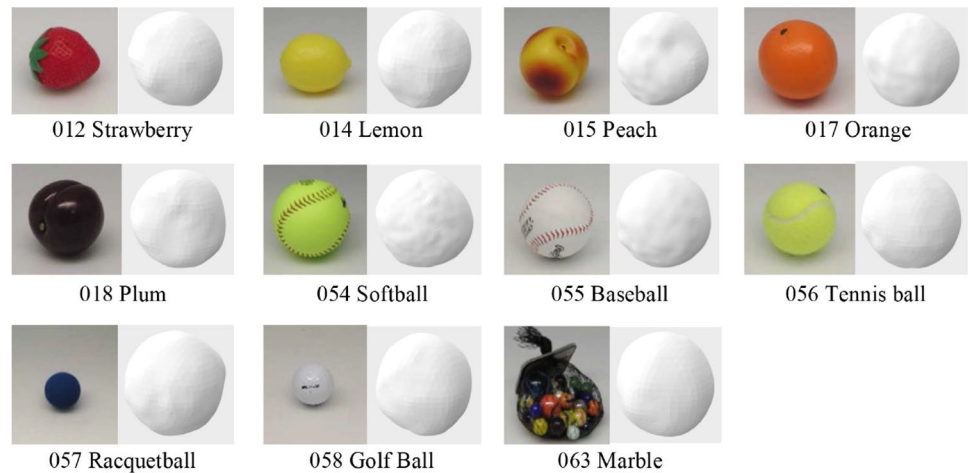 012 Strawberry
014 Lemon
015 Peach
017 Orange
018 Plum
054 Softball
055 Baseball
056 Tennis ball
057 Racquetball
058 Golf Ball
063 Marble